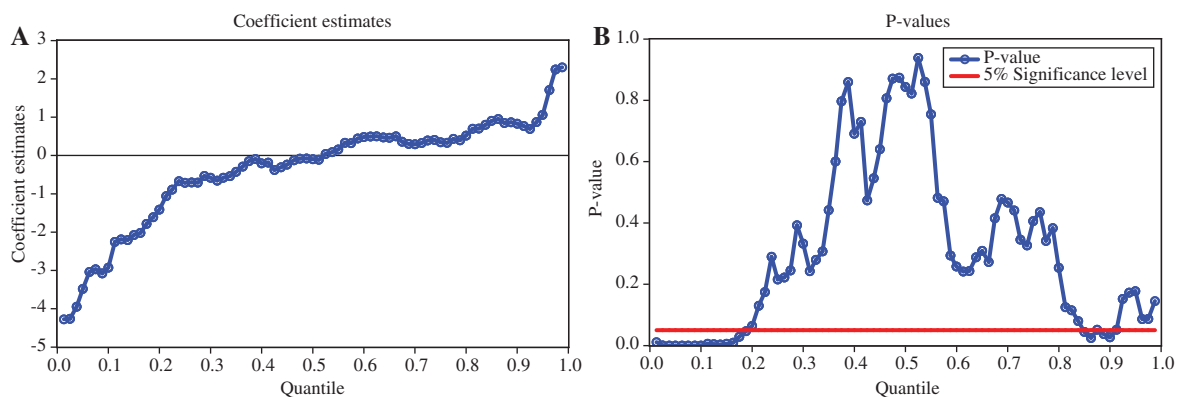 A
Coefficient estimates
Coefficient estimates
3
2
1
0
-1
-2
-3
-4
-5
0.0 0.1 0.2 0.3 0.4 0.5 0.6 0.7 0.8 0.9 1.0
Quantile
B
P-values
P-value
1.0
0.8
0.6
0.4
0.2
0.0
P-value
5% Significance level
0.0 0.1 0.2 0.3 0.4 0.5 0.6 0.7 0.8 0.9 1.0
Quantile